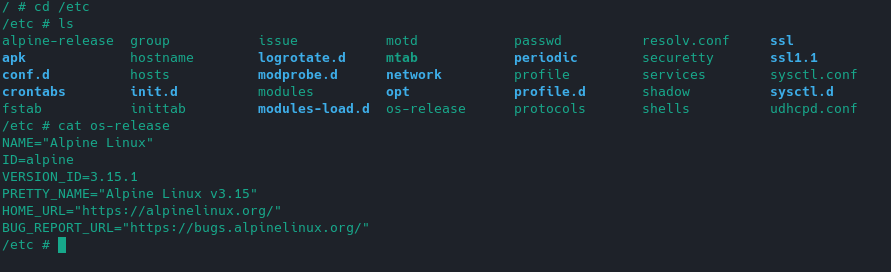 / # cd /etc
/etc # ls
alpine-release  group           issue           motd            passwd          resolv.conf     ssl
apk             hostname        logrotate.d     mtab            periodic        securetty       ssl1.1
conf.d          hosts           modprobe.d      network         profile         services        sysctl.conf
crontabs        init.d          modules         opt             profile.d       shadow          sysctl.d
fstab           inittab         modules-load.d  os-release      protocols       shells          udhcpd.conf
/etc # cat os-release
NAME="Alpine Linux"
ID=alpine
VERSION_ID=3.15.1
PRETTY_NAME="Alpine Linux v3.15"
HOME_URL="https://alpinelinux.org/"
BUG_REPORT_URL="https://bugs.alpinelinux.org/"
/etc #